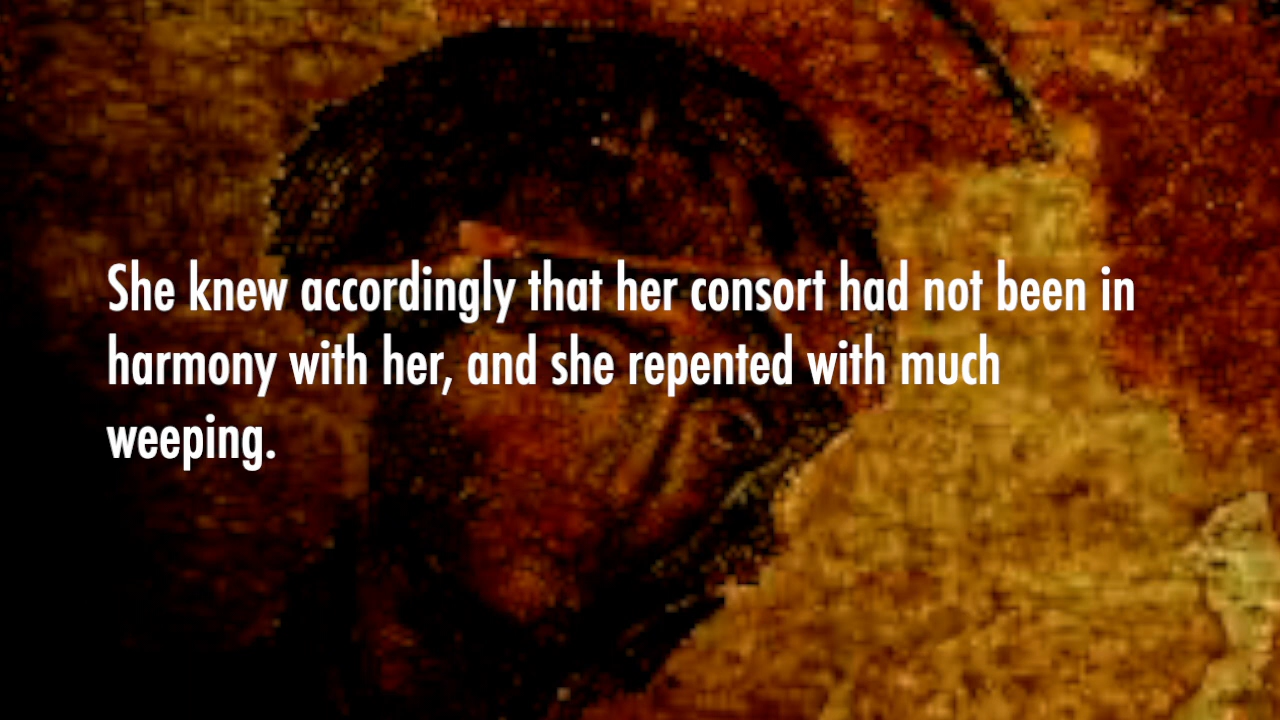 She knew accordingly that her consort had not been in
harmony with her, and she repented with much
weeping.